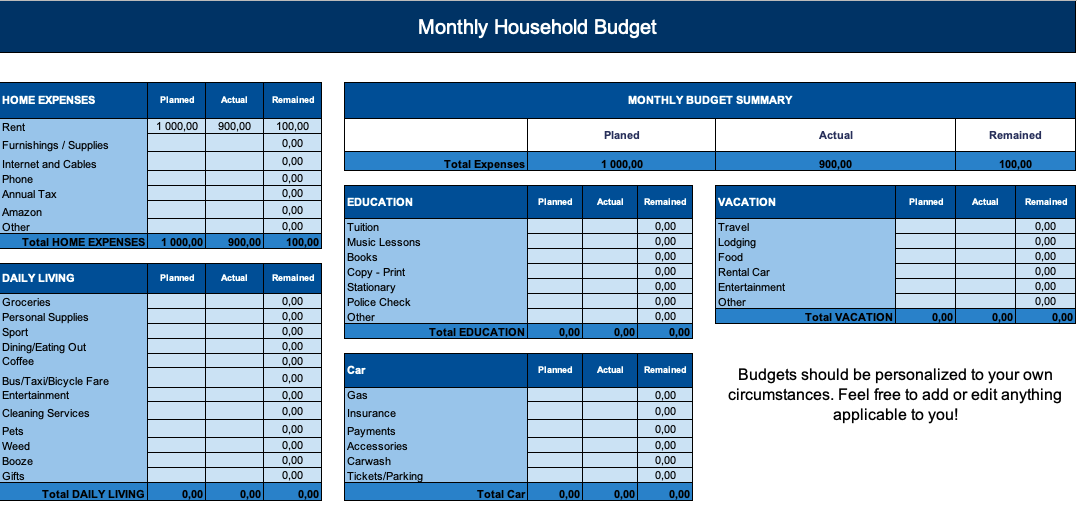 Monthly Household Budget
HOME EXPENSES Planned Actual Remained
Rent 1 000,00 900,00 100,00
Furnishings / Supplies 0,00
Internet and Cables 0,00
Phone 0,00
Annual Tax 0,00
Amazon 0,00
Other 0,00
Total HOME EXPENSES 1 000,00 900,00 100,00
DAILY LIVING Planned Actual Remained
Groceries 0,00
Personal Supplies 0,00
Sport 0,00
Dining/Eating Out 0,00
Coffee 0,00
Bus/Taxi/Bicycle Fare 0,00
Entertainment 0,00
Cleaning Services 0,00
Pets 0,00
Weed 0,00
Booze 0,00
Gifts 0,00
Total DAILY LIVING 0,00 0,00 0,00
MONTHLY BUDGET SUMMARY
Planed Actual Remained
Total Expenses 1 000,00 900,00 100,00
EDUCATION Planned Actual Remained
Tuition 0,00
Music Lessons 0,00
Books 0,00
Copy - Print 0,00
Stationary 0,00
Police Check 0,00
Other 0,00
Total EDUCATION 0,00 0,00 0,00
Car Planned Actual Remained
Gas 0,00
Insurance 0,00
Payments 0,00
Accessories 0,00
Carwash 0,00
Tickets/Parking 0,00
Total Car 0,00 0,00 0,00
VACATION Planned Actual Remained
Travel 0,00
Lodging 0,00
Food 0,00
Rental Car 0,00
Entertainment 0,00
Other 0,00
Total VACATION 0,00 0,00 0,00
Budgets should be personalized to your own
circumstances. Feel free to add or edit anything
applicable to you!